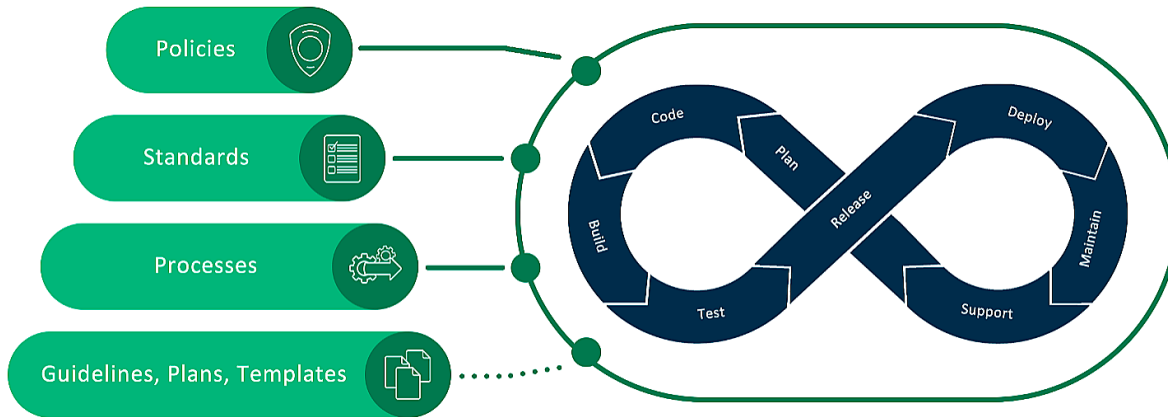 Policies
Standards
Processes
Guidelines, Plans, Templates
Code
Plan
Build
Test
Release
Deploy
Maintain
Support